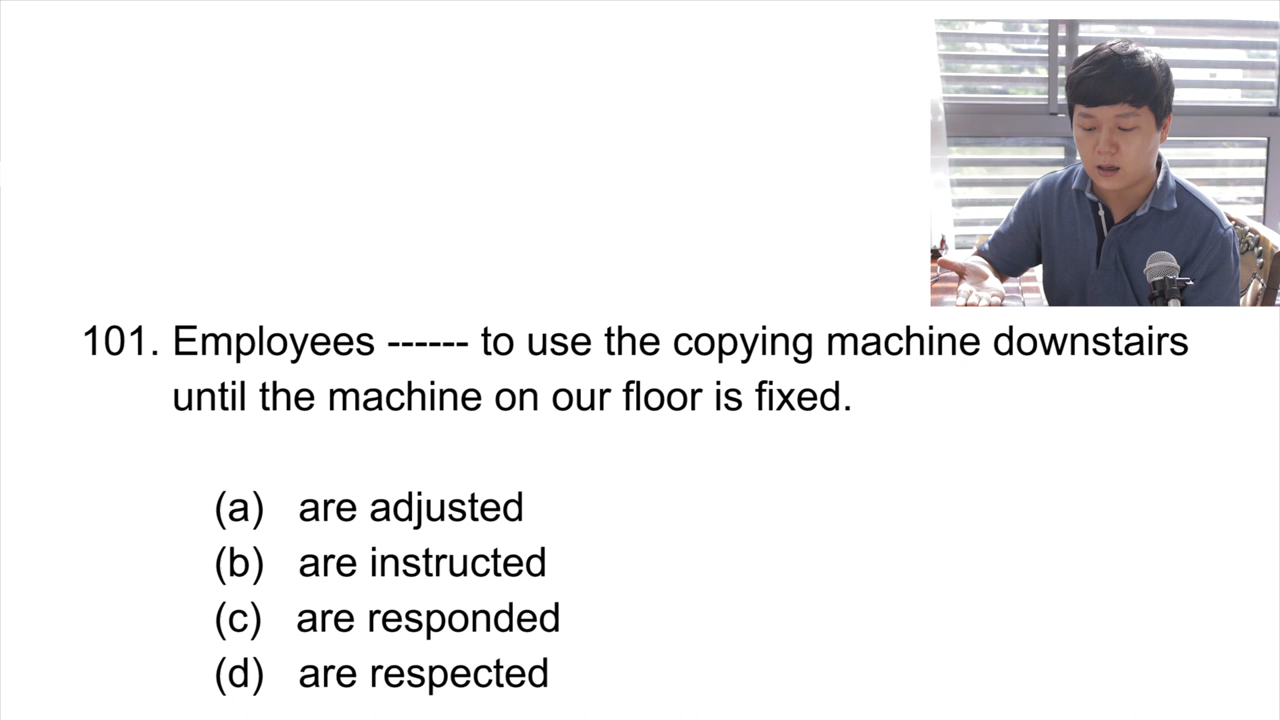 101. Employees ------ to use the copying machine downstairs
until the machine on our floor is fixed.
(a) are adjusted
(b) are instructed
(c) are responded
(d) are respected